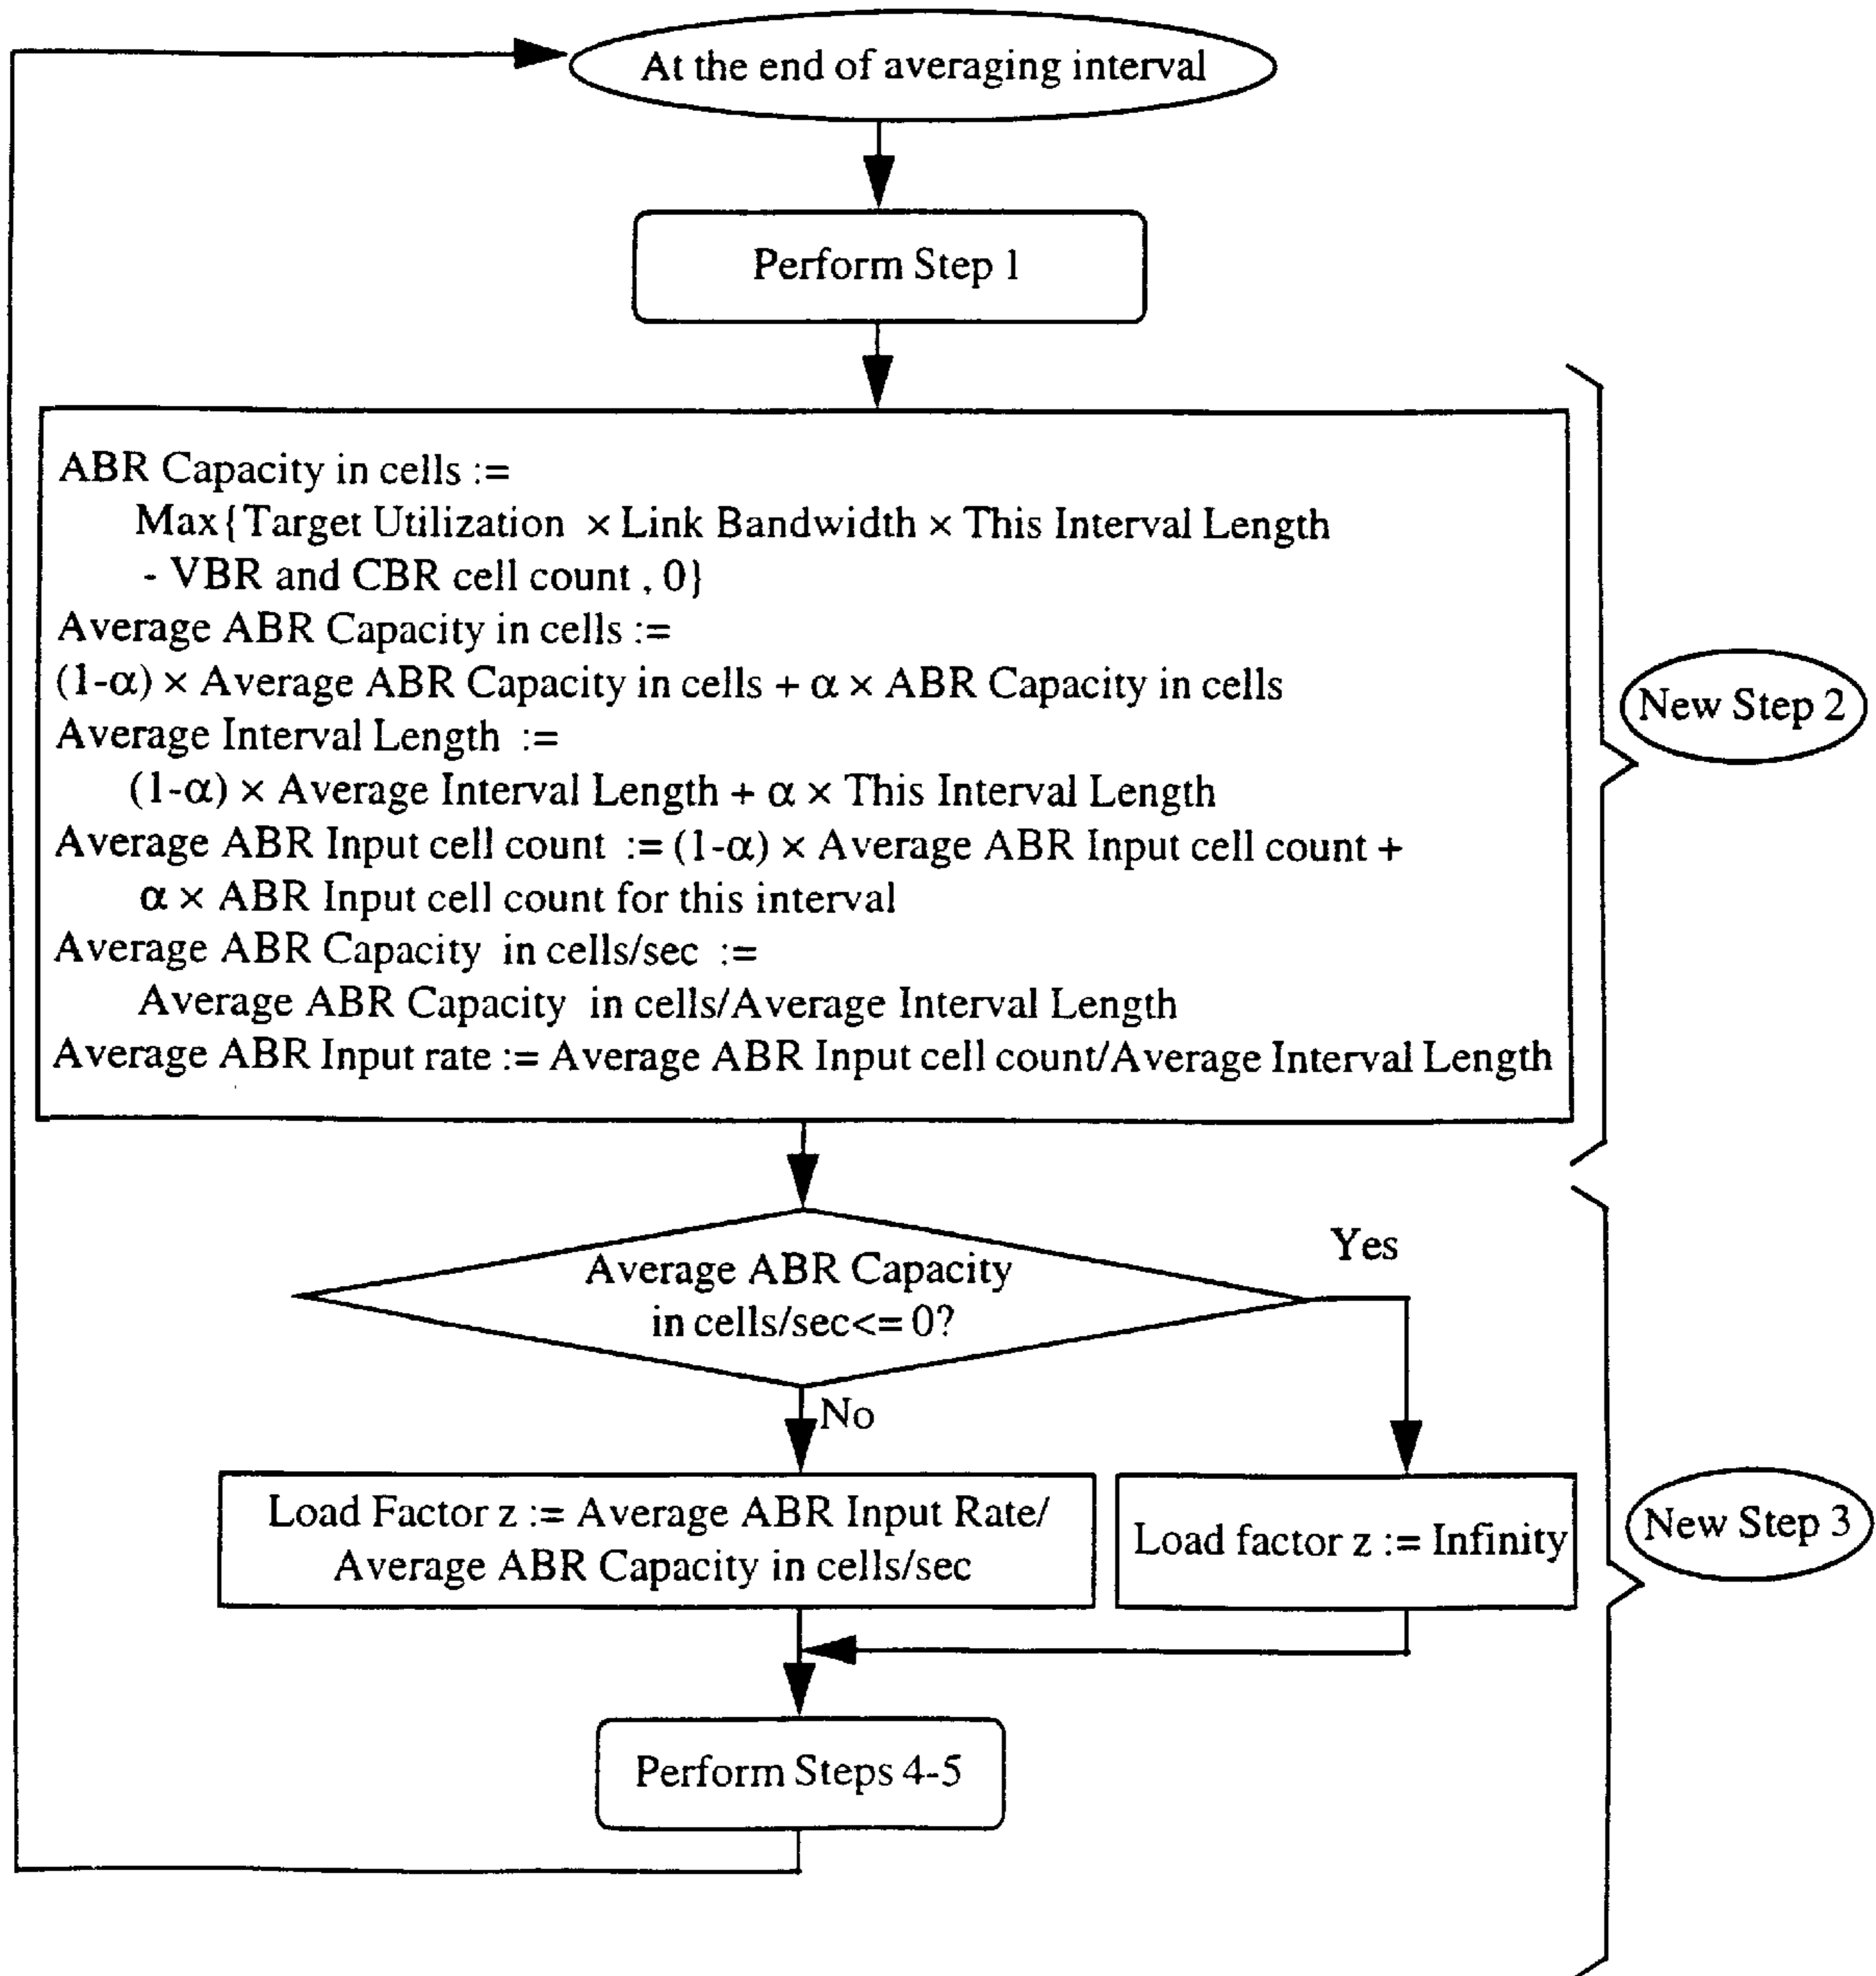 At the end of averaging interval
Perform Step 1
ABR Capacity in cells :=
Max{Target Utilization × Link Bandwidth × This Interval Length
- VBR and CBR cell count , 0}
Average ABR Capacity in cells :=
(1-α) × Average ABR Capacity in cells + α × ABR Capacity in cells
Average Interval Length :=
(1-α) × Average Interval Length + α × This Interval Length
Average ABR Input cell count := (1-α) × Average ABR Input cell count +
α × ABR Input cell count for this interval
Average ABR Capacity in cells/sec :=
Average ABR Capacity in cells/Average Interval Length
Average ABR Input rate := Average ABR Input cell count/Average Interval Length
New Step 2
Average ABR Capacity
in cells/sec<= 0?
Yes
No
Load Factor z := Average ABR Input Rate/
Average ABR Capacity in cells/sec
Load factor z := Infinity
New Step 3
Perform Steps 4-5